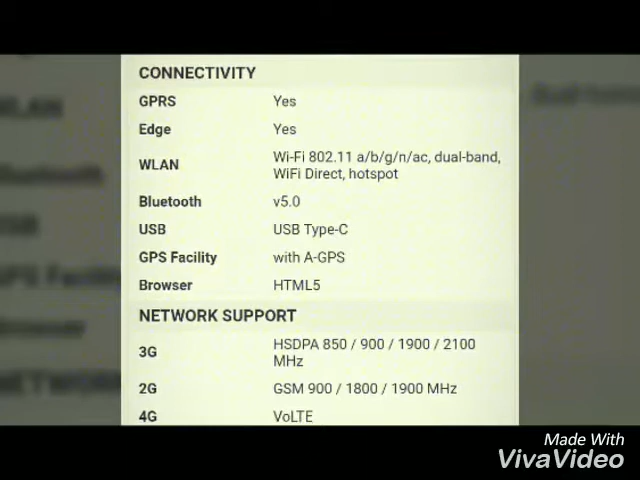 CONNECTIVITY
GPRS Yes
Edge Yes
WLAN Wi-Fi 802.11 a/b/g/n/ac, dual-band,
WiFi Direct, hotspot
Bluetooth v5.0
USB USB Type-C
GPS Facility with A-GPS
Browser HTML5
NETWORK SUPPORT
3G HSDPA 850 / 900 / 1900 / 2100
MHz
2G GSM 900 / 1800 / 1900 MHz
4G VoLTE
Made With
VivaVideo